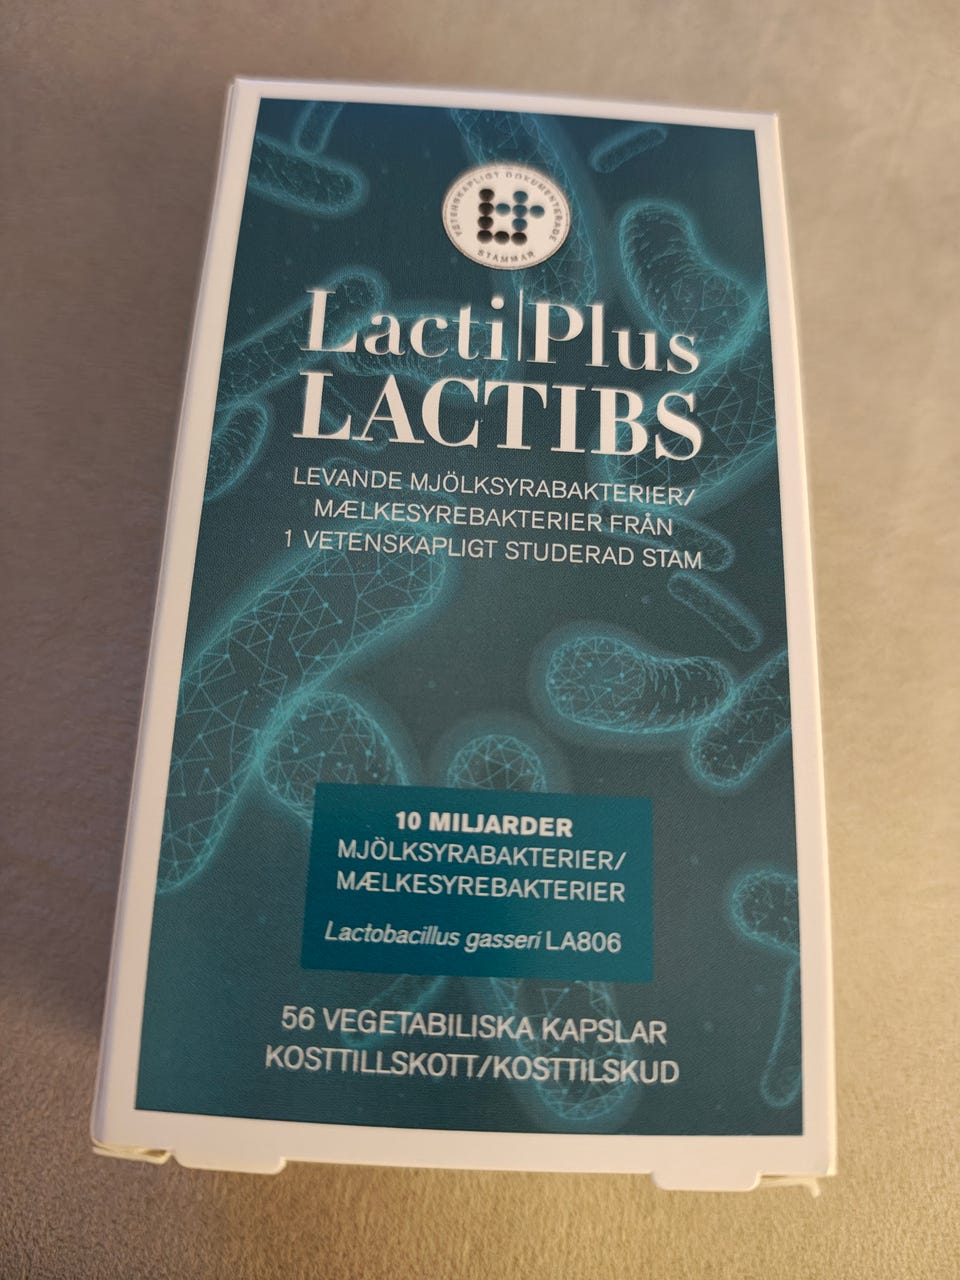 VETENSKAPLIGT DOKUMENTERADE
STAMMAR
Lacti|Plus
LACTIBS
LEVANDE MJÖLKSYRABAKTERIER/
MÆLKESYREBAKTERIER FRÅN
1 VETENSKAPLIGT STUDERAD STAM
10 MILJARDER
MJÖLKSYRABAKTERIER/
MÆLKESYREBAKTERIER
Lactobacillus gasseri LA806
56 VEGETABILISKA KAPSLAR
KOSTTILLSKOTT/KOSTTILSKUD